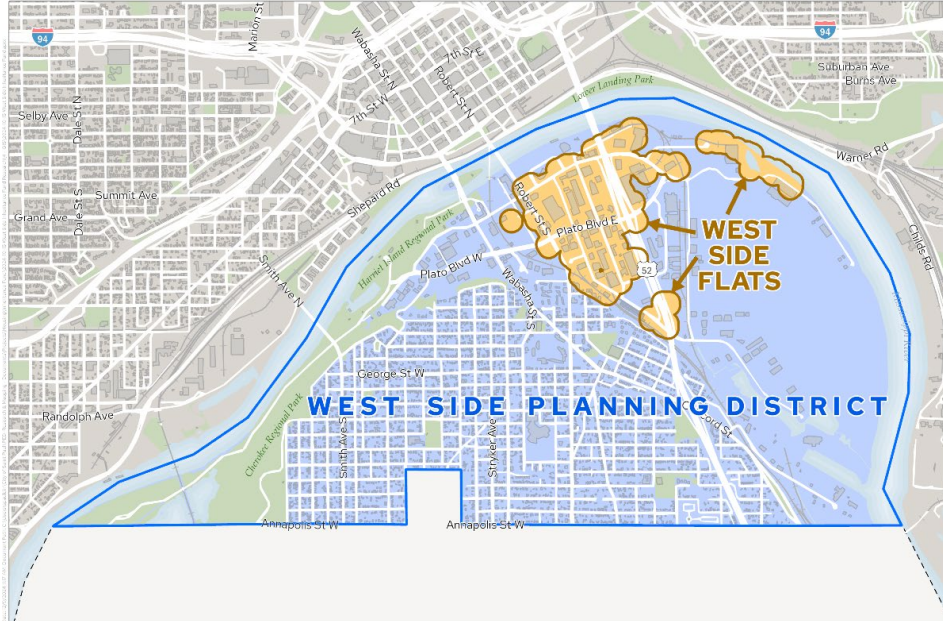 94
Marion St
Wabasha St N
7th St E
Robert St N
94
Suburban Ave
Burns Ave
Lower Landing Park
Selby Ave
Dale St N
7th St W
Warner Rd
Summit Ave
Shepard Rd
Grand Ave
Dale St S
Robert St S
Plato Blvd E
WEST
SIDE
FLATS
Harriet Island Regional Park
Childs Rd
Smith Ave N
Plato Blvd W
52
Wabasha St S
George St W
WEST SIDE PLANNING DISTRICT
Randolph Ave
Cherokee Regional Park
Smith Ave S
Stryker Ave
Annapolis St W
Annapolis St W